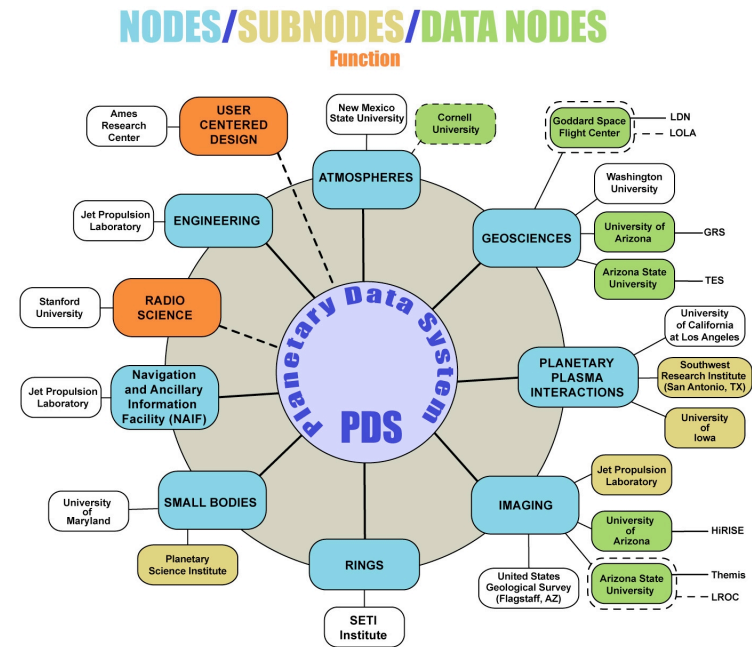 NODES/SUBNODES/DATA NODES
Function
Ames
Research
Center
USER
CENTERED
DESIGN
New Mexico
State University
Cornell
University
ATMOSPHERES
Goddard Space
Flight Center
LDN
LOLA
Washington
University
Jet Propulsion
Laboratory
ENGINEERING
GEOSCIENCES
University of
Arizona
GRS
Arizona State
University
TES
Stanford
University
RADIO
SCIENCE
Planetary Data System
PDS
University
of California
at Los Angeles
PLANETARY
PLASMA
INTERACTIONS
Southwest
Research Institute
(San Antonio, TX)
University
of
Iowa
Jet Propulsion
Laboratory
Navigation
and Ancillary
Information
Facility (NAIF)
University
of
Maryland
SMALL BODIES
Planetary
Science Institute
RINGS
SETI
Institute
IMAGING
Jet Propulsion
Laboratory
University
of
Arizona
HiRISE
United States
Geological Survey
(Flagstaff, AZ)
Arizona State
University
Themis
LROC